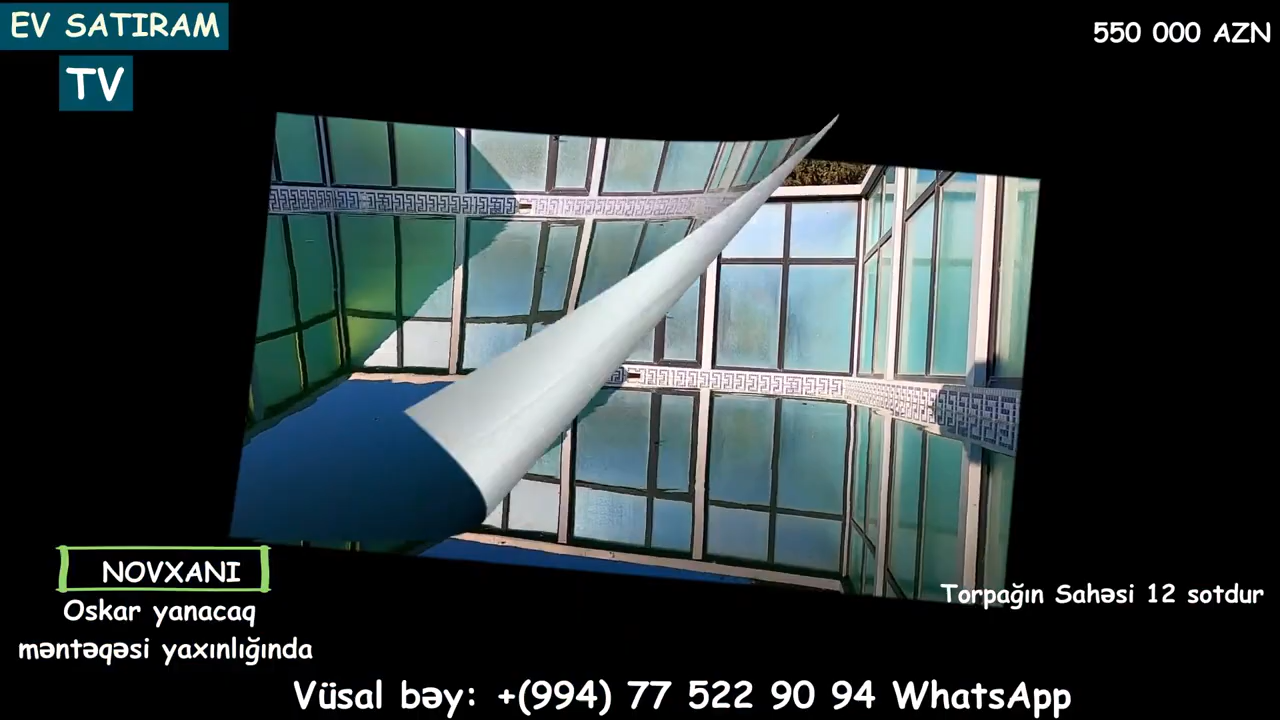 EV SATIRAM
TV
550 000 AZN
NOVXANI
Oskar yanacaq
məntəqəsi yaxınlığında
Torpağın Sahəsi 12 sotdur
Vüsal bəy: +(994) 77 522 90 94 WhatsApp